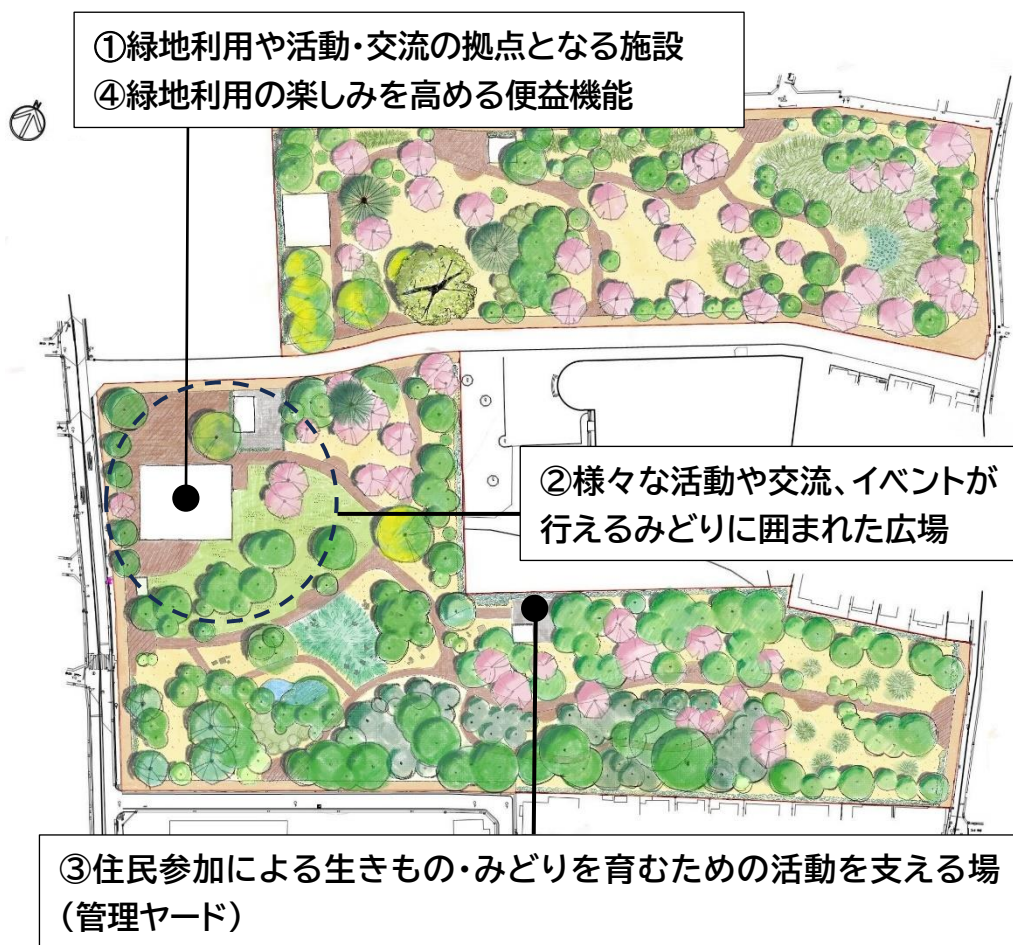 ①緑地利用や活動・交流の拠点となる施設
④緑地利用の楽しみを高める便益機能
②様々な活動や交流、イベントが
行えるみどりに囲まれた広場
③住民参加による生きもの・みどりを育むための活動を支える場
(管理ヤード)